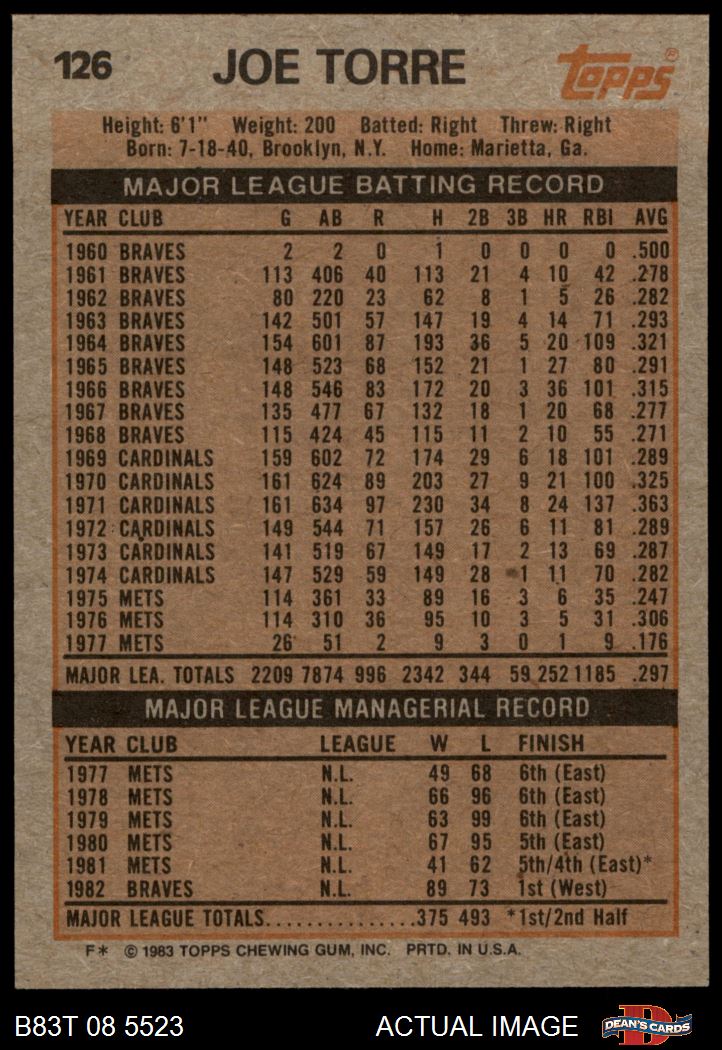 126 JOE TORRE Topps®
Height: 6'1" Weight: 200 Batted: Right Threw: Right
Born: 7-18-40, Brooklyn, N.Y. Home: Marietta, Ga.
MAJOR LEAGUE BATTING RECORD
YEAR CLUB G AB R H 2B 3B HR RBI AVG
1960 BRAVES 2 2 0 1 0 0 0 0 .500
1961 BRAVES 113 406 40 113 21 4 10 42 .278
1962 BRAVES 80 220 23 62 8 1 5 26 .282
1963 BRAVES 142 501 57 147 19 4 14 71 .293
1964 BRAVES 154 601 87 193 36 5 20 109 .321
1965 BRAVES 148 523 68 152 21 1 27 80 .291
1966 BRAVES 148 546 83 172 20 3 36 101 .315
1967 BRAVES 135 477 67 132 18 1 20 68 .277
1968 BRAVES 115 424 45 115 11 2 10 55 .271
1969 CARDINALS 159 602 72 174 29 6 18 101 .289
1970 CARDINALS 161 624 89 203 27 9 21 100 .325
1971 CARDINALS 161 634 97 230 34 8 24 137 .363
1972 CARDINALS 149 544 71 157 26 6 11 81 .289
1973 CARDINALS 141 519 67 149 17 2 13 69 .287
1974 CARDINALS 147 529 59 149 28 1 11 70 .282
1975 METS 114 361 33 89 16 3 6 35 .247
1976 METS 114 310 36 95 10 3 5 31 .306
1977 METS 26 51 2 9 3 0 1 9 .176
MAJOR LEA. TOTALS 2209 7874 996 2342 344 59 252 1185 .297
MAJOR LEAGUE MANAGERIAL RECORD
YEAR CLUB LEAGUE W L FINISH
1977 METS N.L. 49 68 6th (East)
1978 METS N.L. 66 96 6th (East)
1979 METS N.L. 63 99 6th (East)
1980 METS N.L. 67 95 5th (East)
1981 METS N.L. 41 62 5th/4th (East)*
1982 BRAVES N.L. 89 73 1st (West)
MAJOR LEAGUE TOTALS...............375 493 *1st/2nd Half
F* © 1983 TOPPS CHEWING GUM, INC. PRTD. IN U.S.A.
B83T 08 5523 ACTUAL IMAGE D DEAN'S CARDS